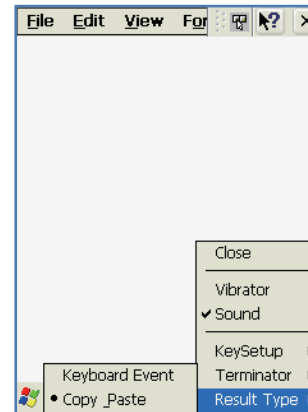 File Edit View For
Close
Vibrator
Sound
KeySetup
Keyboard Event Terminator
Copy _Paste Result Type